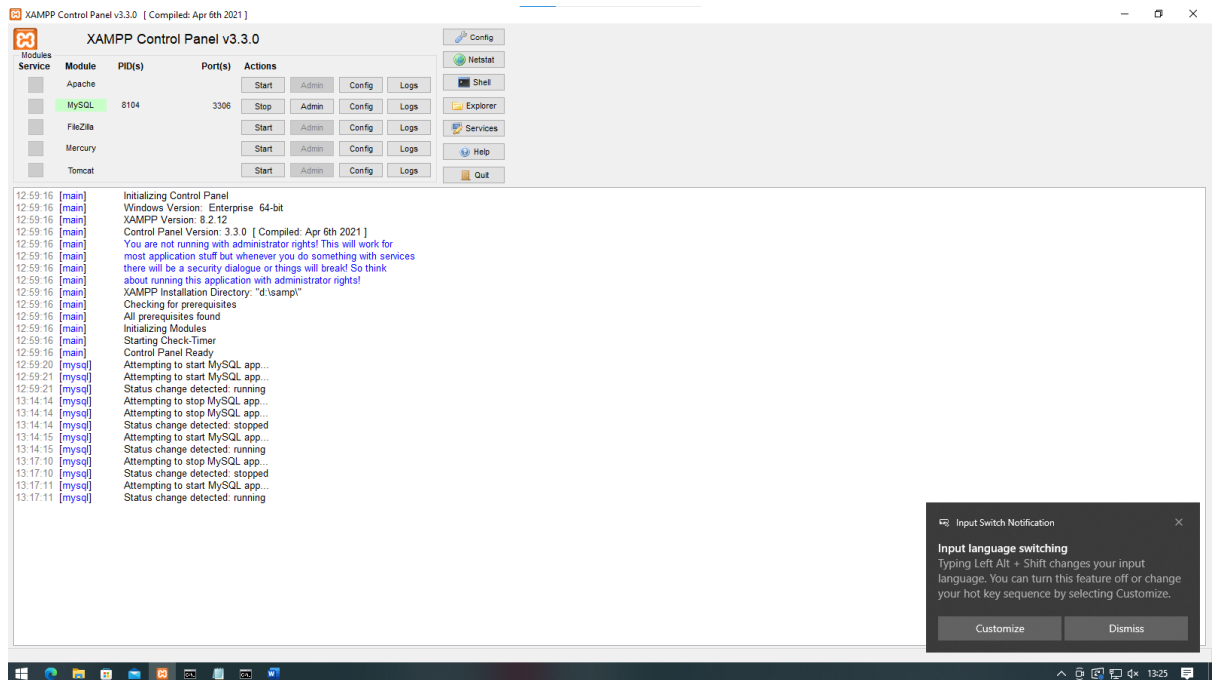 XAMPP Control Panel v3.3.0 [ Compiled: Apr 6th 2021 ]
XAMPP Control Panel v3.3.0
Config
Modules
Service Module PID(s) Port(s) Actions
Netstat
Apache Start Admin Config Logs
Shell
MySQL 8104 3306 Stop Admin Config Logs
Explorer
FileZilla Start Admin Config Logs
Services
Mercury Start Admin Config Logs
Help
Tomcat Start Admin Config Logs
Quit
12:59:16 [main] Initializing Control Panel
12:59:16 [main] Windows Version: Enterprise 64-bit
12:59:16 [main] XAMPP Version: 8.2.12
12:59:16 [main] Control Panel Version: 3.3.0 [ Compiled: Apr 6th 2021 ]
12:59:16 [main] You are not running with administrator rights! This will work for
12:59:16 [main] most application stuff but whenever you do something with services
12:59:16 [main] there will be a security dialogue or things will break! So think
12:59:16 [main] about running this application with administrator rights!
12:59:16 [main] XAMPP Installation Directory: "d:\samp\"
12:59:16 [main] Checking for prerequisites
12:59:16 [main] All prerequisites found
12:59:16 [main] Initializing Modules
12:59:16 [main] Starting Check-Timer
12:59:16 [main] Control Panel Ready
12:59:20 [mysql] Attempting to start MySQL app...
12:59:21 [mysql] Attempting to start MySQL app...
12:59:21 [mysql] Status change detected: running
13:14:14 [mysql] Attempting to stop MySQL app...
13:14:14 [mysql] Attempting to stop MySQL app...
13:14:14 [mysql] Status change detected: stopped
13:14:15 [mysql] Attempting to start MySQL app...
13:14:15 [mysql] Status change detected: running
13:17:10 [mysql] Attempting to stop MySQL app...
13:17:10 [mysql] Status change detected: stopped
13:17:11 [mysql] Attempting to start MySQL app...
13:17:11 [mysql] Status change detected: running
Input Switch Notification
Input language switching
Typing Left Alt + Shift changes your input
language. You can turn this feature off or change
your hot key sequence by selecting Customize.
Customize Dismiss
13:25